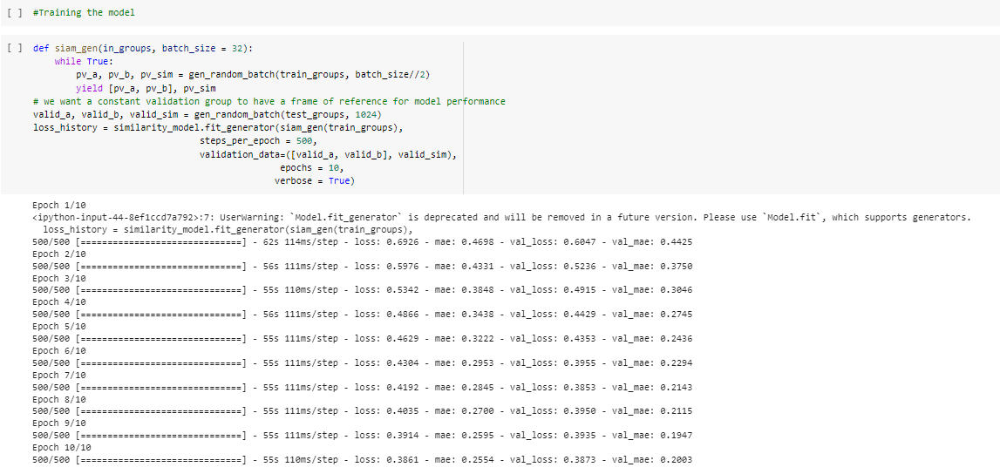 [ ] #Training the model
[ ] def siam_gen(in_groups, batch_size = 32):
while True:
pv_a, pv_b, pv_sim = gen_random_batch(train_groups, batch_size//2)
yield [pv_a, pv_b], pv_sim
# we want a constant validation group to have a frame of reference for model performance
valid_a, valid_b, valid_sim = gen_random_batch(test_groups, 1024)
loss_history = similarity_model.fit_generator(siam_gen(train_groups),
steps_per_epoch = 500,
validation_data=([valid_a, valid_b], valid_sim),
epochs = 10,
verbose = True)
Epoch 1/10
<ipython-input-44-8ef1ccd7a792>:7: UserWarning: `Model.fit_generator` is deprecated and will be removed in a future version. Please use `Model.fit`, which supports generators.
loss_history = similarity_model.fit_generator(siam_gen(train_groups),
500/500 [==============================] - 62s 114ms/step - loss: 0.6926 - mae: 0.4698 - val_loss: 0.6047 - val_mae: 0.4425
Epoch 2/10
500/500 [==============================] - 56s 111ms/step - loss: 0.5976 - mae: 0.4331 - val_loss: 0.5236 - val_mae: 0.3750
Epoch 3/10
500/500 [==============================] - 55s 110ms/step - loss: 0.5342 - mae: 0.3848 - val_loss: 0.4915 - val_mae: 0.3046
Epoch 4/10
500/500 [==============================] - 56s 111ms/step - loss: 0.4866 - mae: 0.3438 - val_loss: 0.4429 - val_mae: 0.2745
Epoch 5/10
500/500 [==============================] - 55s 111ms/step - loss: 0.4629 - mae: 0.3222 - val_loss: 0.4353 - val_mae: 0.2436
Epoch 6/10
500/500 [==============================] - 55s 111ms/step - loss: 0.4304 - mae: 0.2953 - val_loss: 0.3955 - val_mae: 0.2294
Epoch 7/10
500/500 [==============================] - 55s 111ms/step - loss: 0.4192 - mae: 0.2845 - val_loss: 0.3853 - val_mae: 0.2143
Epoch 8/10
500/500 [==============================] - 55s 111ms/step - loss: 0.4035 - mae: 0.2700 - val_loss: 0.3950 - val_mae: 0.2115
Epoch 9/10
500/500 [==============================] - 55s 111ms/step - loss: 0.3914 - mae: 0.2595 - val_loss: 0.3935 - val_mae: 0.1947
Epoch 10/10
500/500 [==============================] - 55s 110ms/step - loss: 0.3861 - mae: 0.2554 - val_loss: 0.3873 - val_mae: 0.2003